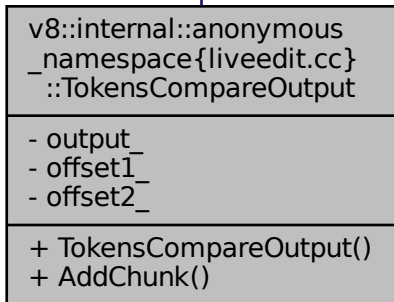 v8::internal::anonymous
_namespace{liveedit.cc}
::TokensCompareOutput
- output_
- offset1_
- offset2_
+ TokensCompareOutput()
+ AddChunk()